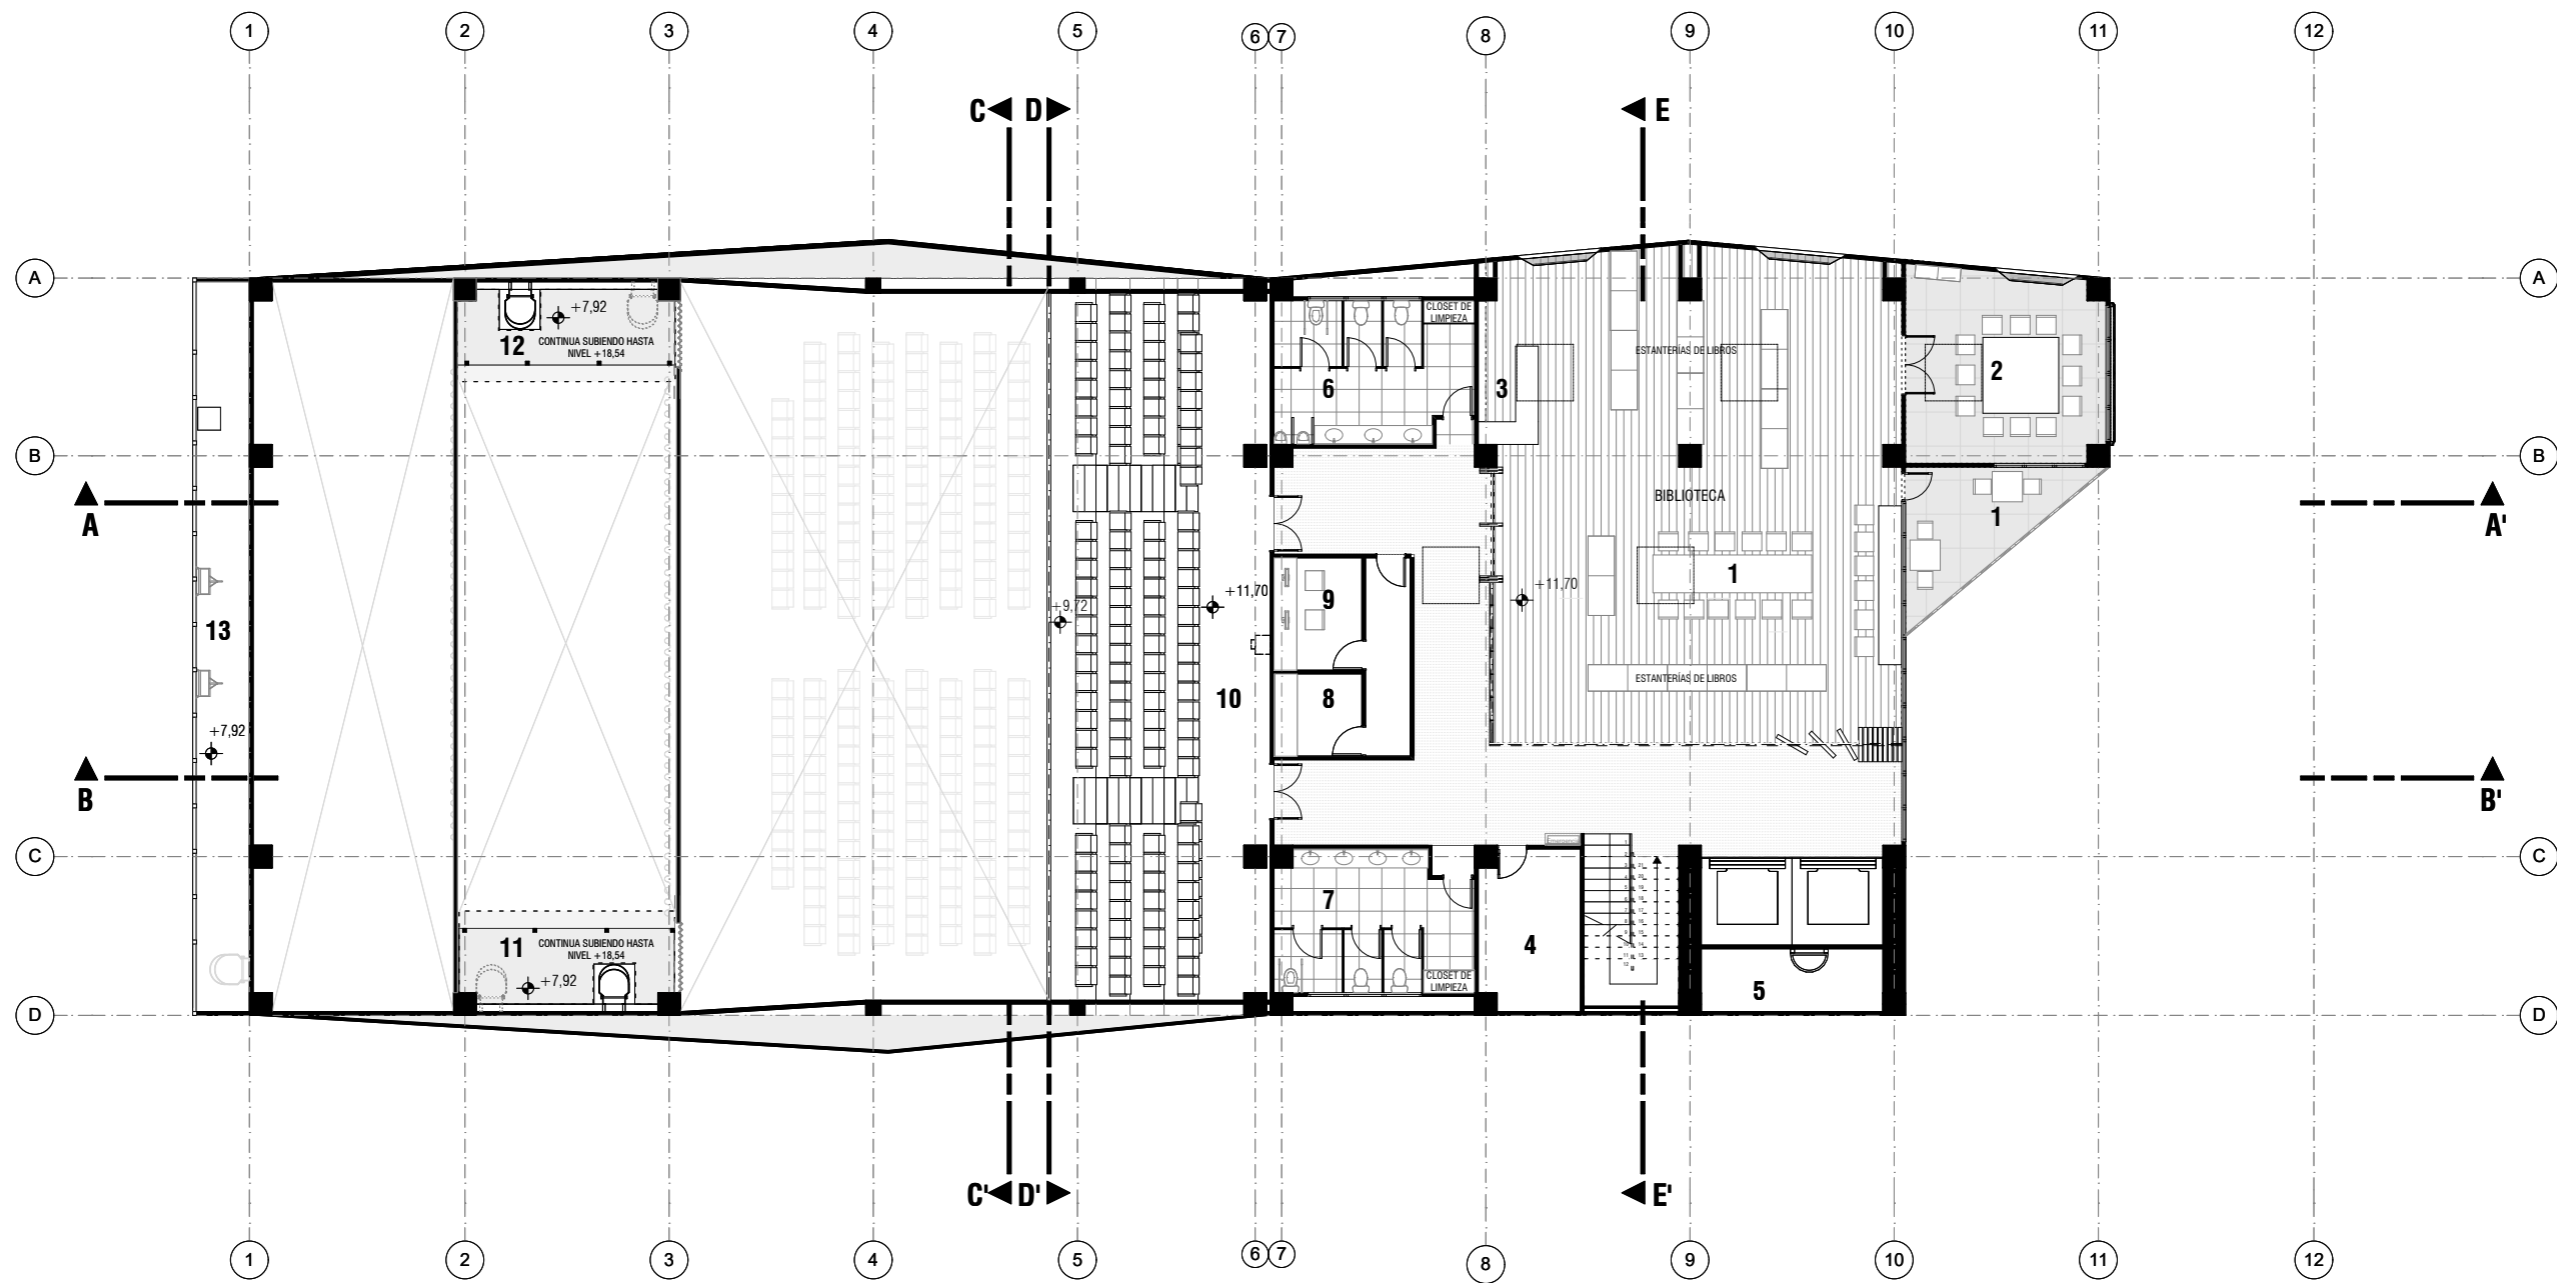 1 2 3 4 5 6 7 8 9 10 11 12
C D E
A A
+7,92
12 CONTINUA SUBIENDO HASTA
NIVEL +18,54
CLOSET DE
LIMPIEZA
ESTANTERÍAS DE LIBROS
6 3 2
B B
BIBLIOTECA
A 1 A'
+9,72 +11,70 9 +11,70 1
13
ESTANTERÍAS DE LIBROS
10 8
+7,92
B B'
C C
7
11 CONTINUA SUBIENDO HASTA
NIVEL +18,54
4
+7,92
CLOSET DE
LIMPIEZA
5
D D
C' D' E'
1 2 3 4 5 6 7 8 9 10 11 12